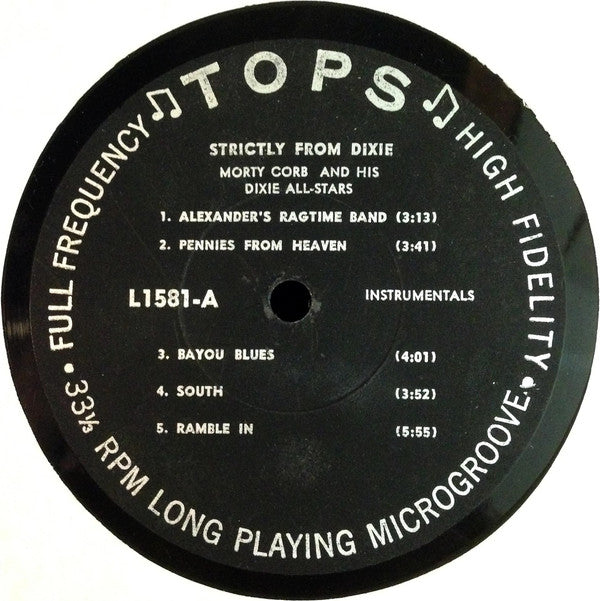 TOPS
FULL FREQUENCY
HIGH FIDELITY
STRICTLY FROM DIXIE
MORTY CORB AND HIS
DIXIE ALL-STARS
1. ALEXANDER'S RAGTIME BAND (3:13)
2. PENNIES FROM HEAVEN (3:41)
L1581-A INSTRUMENTALS
3. BAYOU BLUES (4:01)
4. SOUTH (3:52)
5. RAMBLE IN (5:55)
• 33⅓ RPM LONG PLAYING MICROGROOVE •